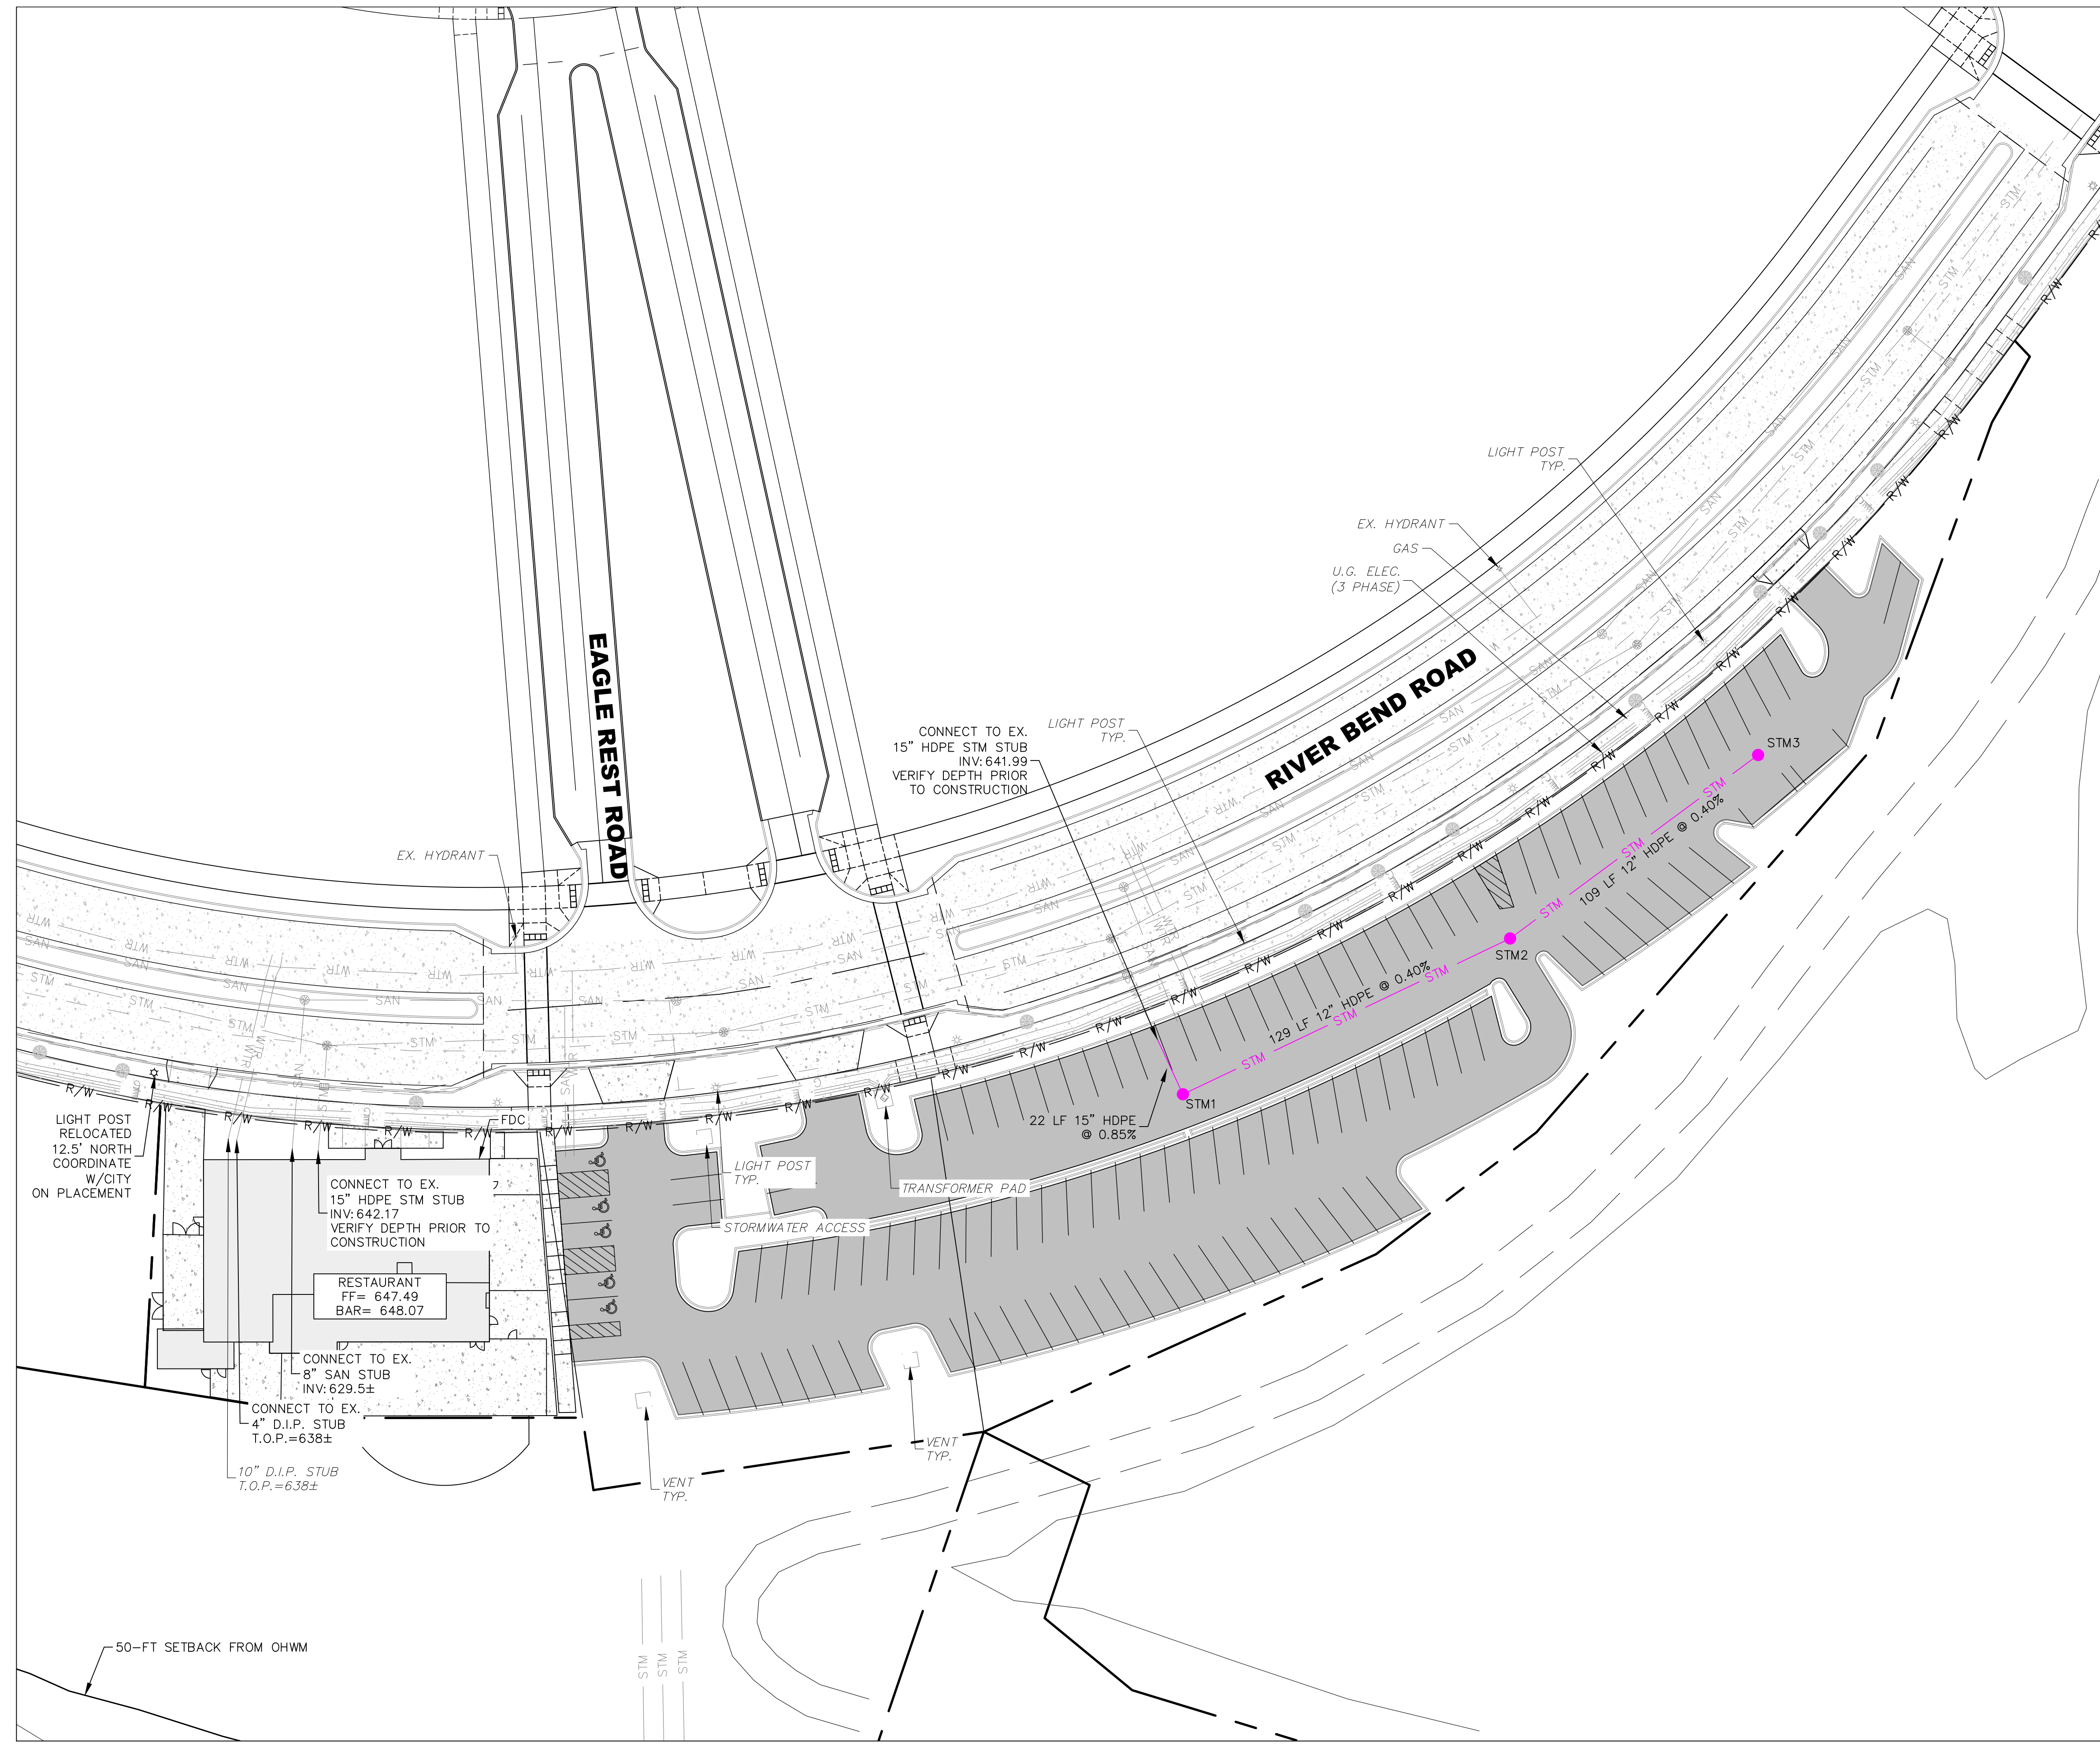 LIGHT POST
TYP.
EX. HYDRANT
GAS
U.G. ELEC.
(3 PHASE)
EAGLE REST ROAD
RIVER BEND ROAD
CONNECT TO EX.
15" HDPE STM STUB
INV: 641.99
VERIFY DEPTH PRIOR
TO CONSTRUCTION
LIGHT POST
TYP.
STM3
109 LF 12" HDPE @ 0.40%
STM2
129 LF 12" HDPE @ 0.40%
STM1
22 LF 15" HDPE
@ 0.85%
EX. HYDRANT
LIGHT POST
RELOCATED
12.5' NORTH
COORDINATE
W/CITY
ON PLACEMENT
FDC
CONNECT TO EX.
15" HDPE STM STUB
INV: 642.17
VERIFY DEPTH PRIOR TO
CONSTRUCTION
LIGHT POST
TYP.
TRANSFORMER PAD
STORMWATER ACCESS
RESTAURANT
FF= 647.49
BAR= 648.07
CONNECT TO EX.
8" SAN STUB
INV: 629.5±
CONNECT TO EX.
4" D.I.P. STUB
T.O.P.=638±
10" D.I.P. STUB
T.O.P.=638±
VENT
TYP.
VENT
TYP.
50-FT SETBACK FROM OHWM
STM
STM
STM
R/W
SAN
WTR